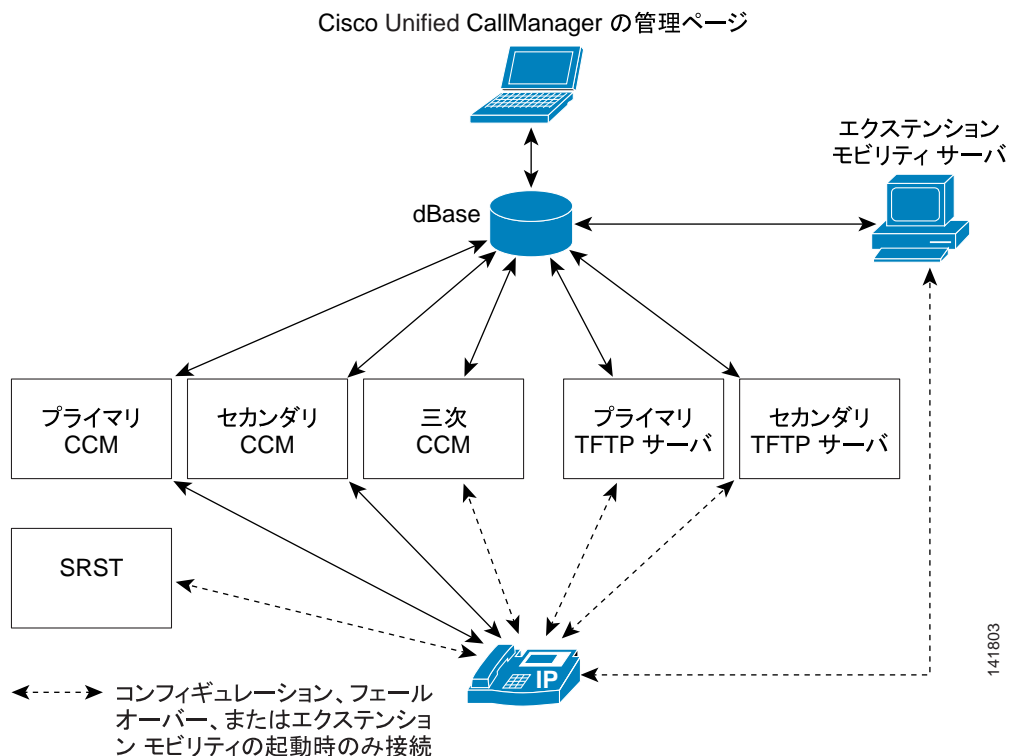 Cisco Unified CallManager の管理ページ
エクステンション
モビリティ サーバ
dBase
プライマリ
CCM
セカンダリ
CCM
三次
CCM
プライマリ
TFTP サーバ
セカンダリ
TFTP サーバ
SRST
IP
141803
コンフィギュレーション、フェール
オーバー、またはエクステンショ
ン モビリティの起動時のみ接続